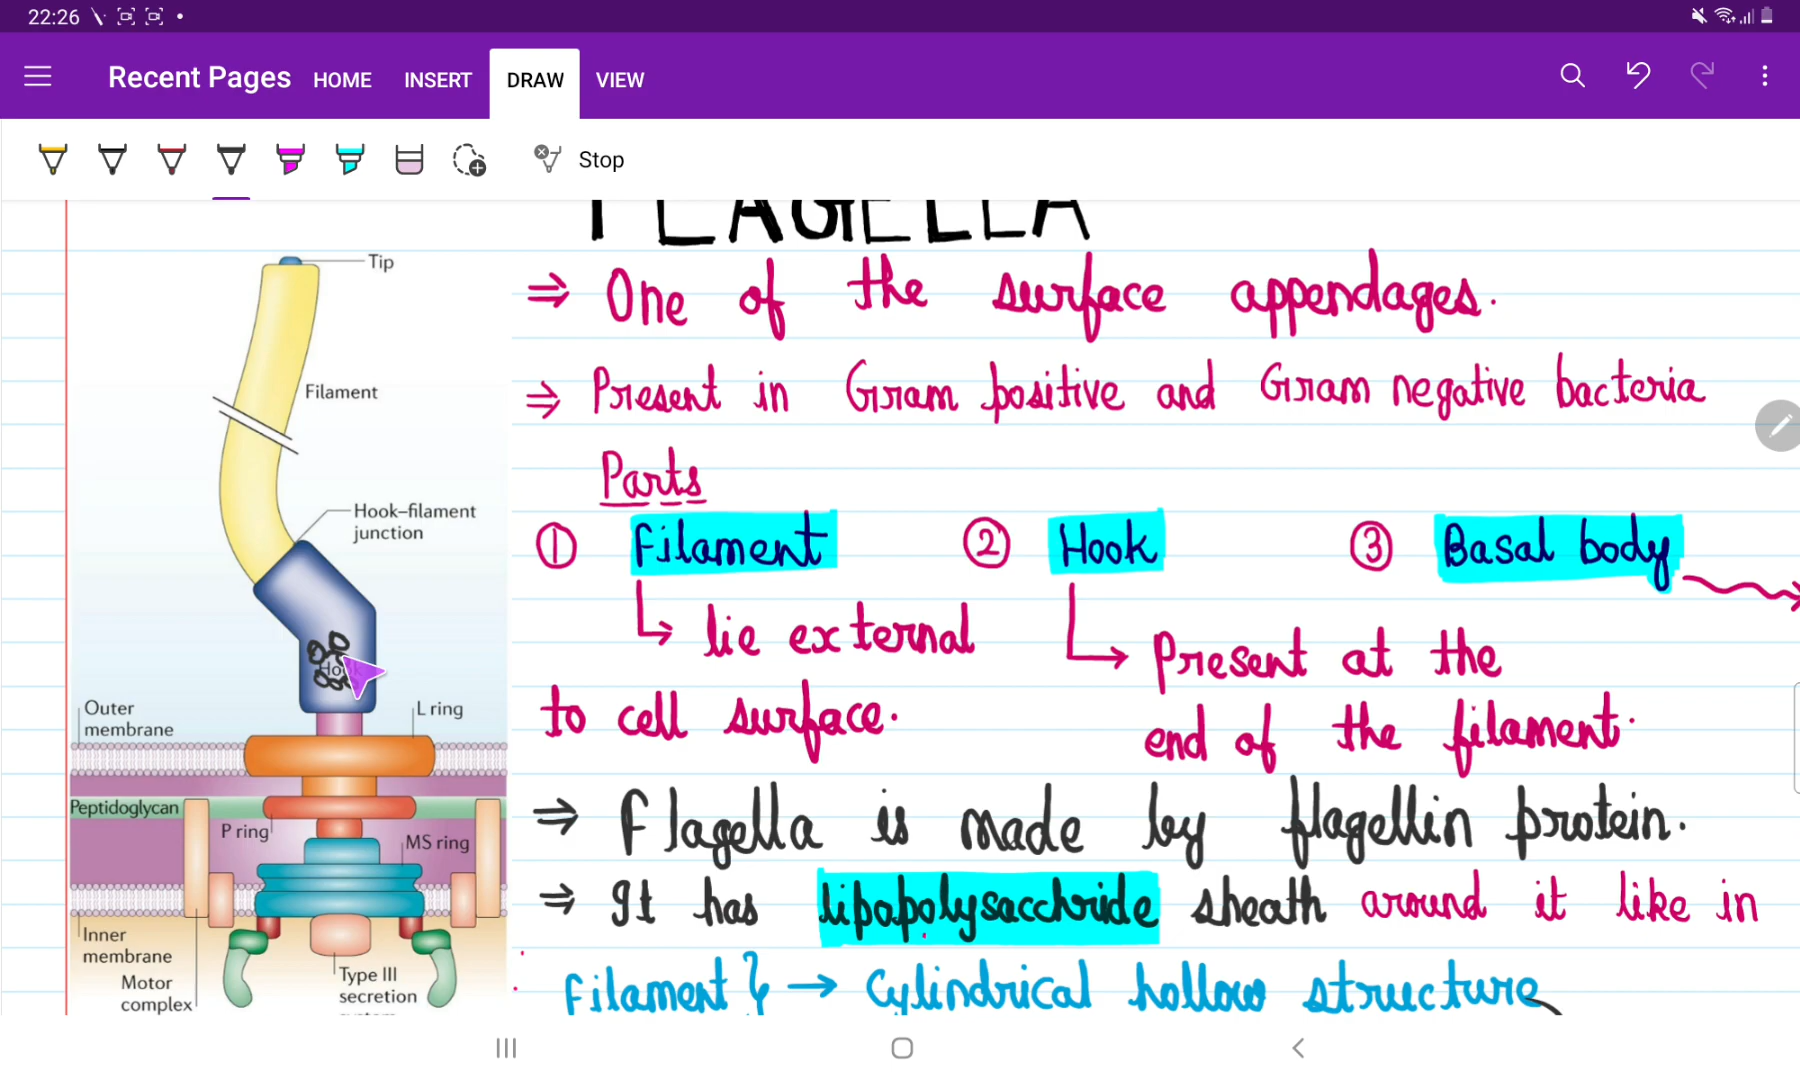 22:26
Recent Pages HOME INSERT DRAW VIEW
Stop
FLAGELLA
Tip
Filament
Hook–filament
junction
Outer
membrane
L ring
Peptidoglycan
P ring
MS ring
Inner
membrane
Motor
complex
Type III
secretion
⇒ One of the surface appendages.
⇒ Present in Gram positive and Gram negative bacteria
Parts
① Filament ② Hook ③ Basal body
↳ lie external
to cell surface.
↳ Present at the
end of the filament.
⇒ Flagella is made by flagellin protein.
⇒ It has lipopolysacchride sheath around it like in
Filament } → Cylindrical hollow structure